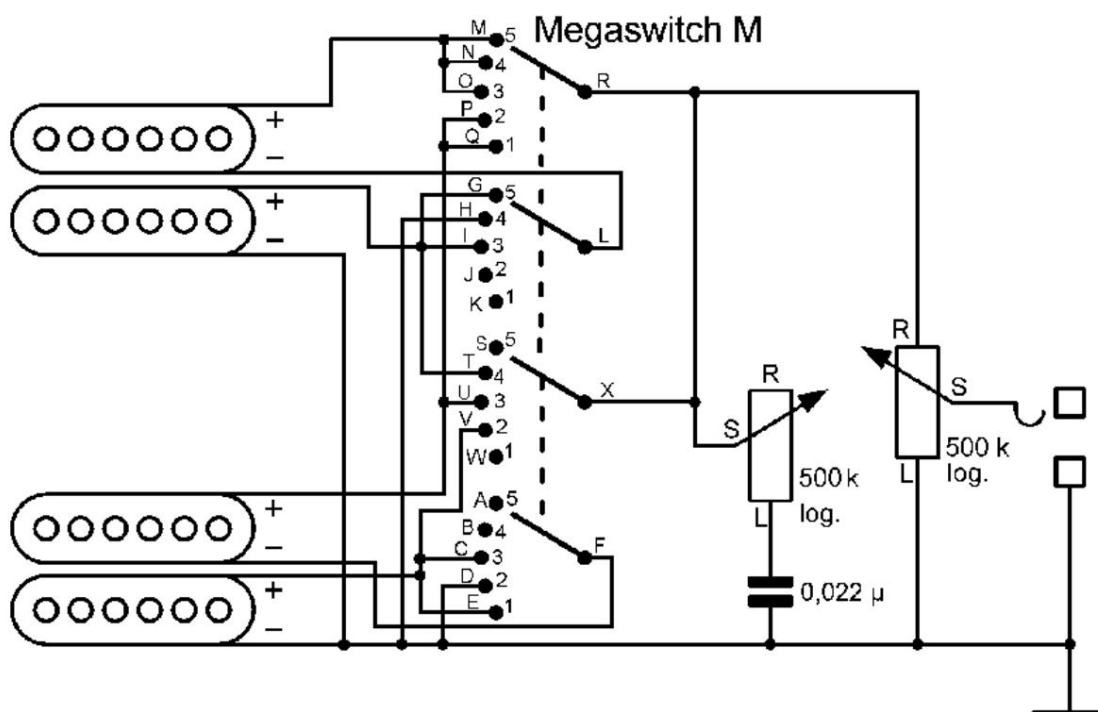 Megaswitch M
M 5
N 4
O 3
P 2
Q 1
R
+
−
+
−
G 5
H 4
I 3
J 2
K 1
L
S 5
T 4
U 3
V 2
W 1
X
A 5
B 4
C 3
D 2
E 1
F
+
−
+
−
R
S
L
500 k
log.
0,022 µ
R
S
L
500 k
log.